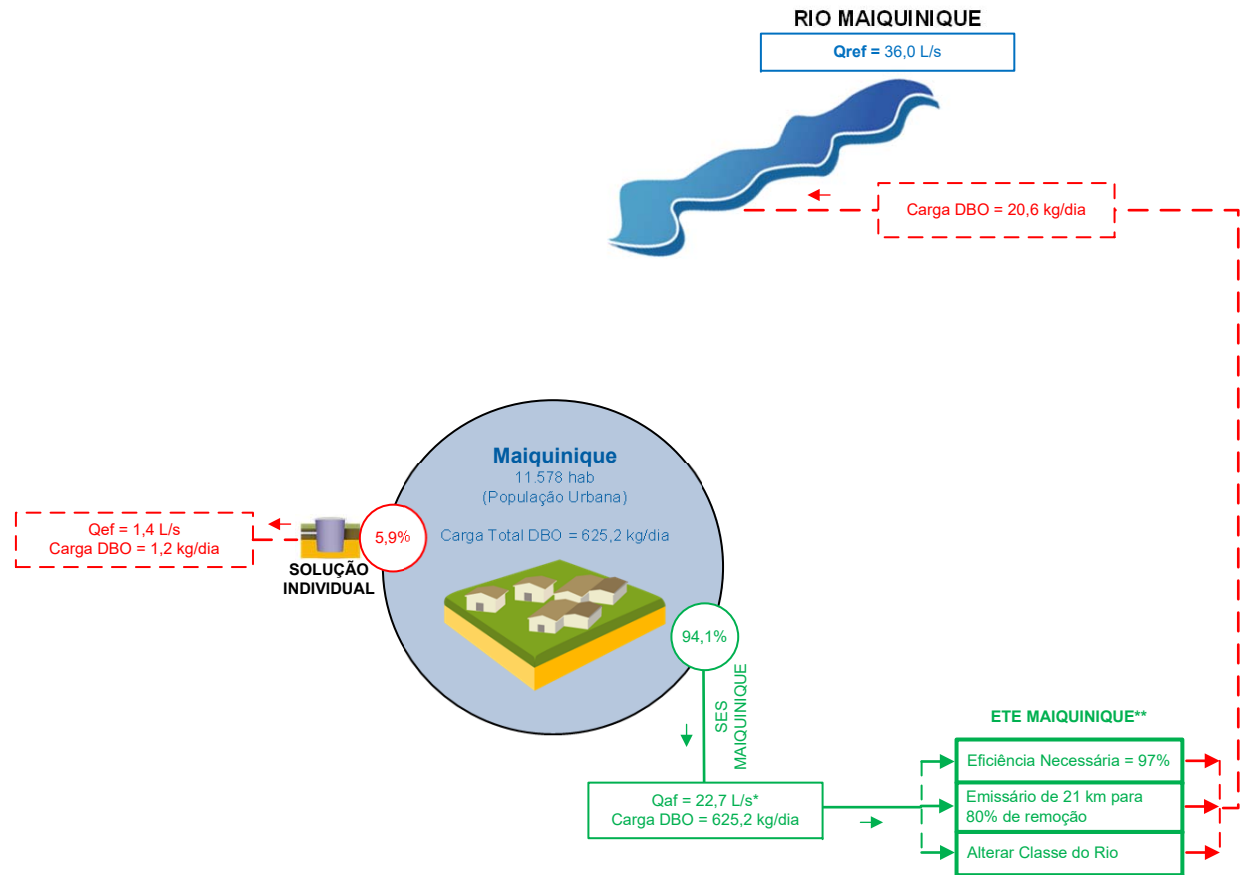 RIO MAIQUINIQUE
Qref = 36,0 L/s
Carga DBO = 20,6 kg/dia
Maiquinique
11.578 hab
(População Urbana)
Carga Total DBO = 625,2 kg/dia
Qef = 1,4 L/s
Carga DBO = 1,2 kg/dia
5,9%
SOLUÇÃO
INDIVIDUAL
94,1%
SES
MAIQUINIQUE
Qaf = 22,7 L/s*
Carga DBO = 625,2 kg/dia
ETE MAIQUINIQUE**
Eficiência Necessária = 97%
Emissário de 21 km para
80% de remoção
Alterar Classe do Rio